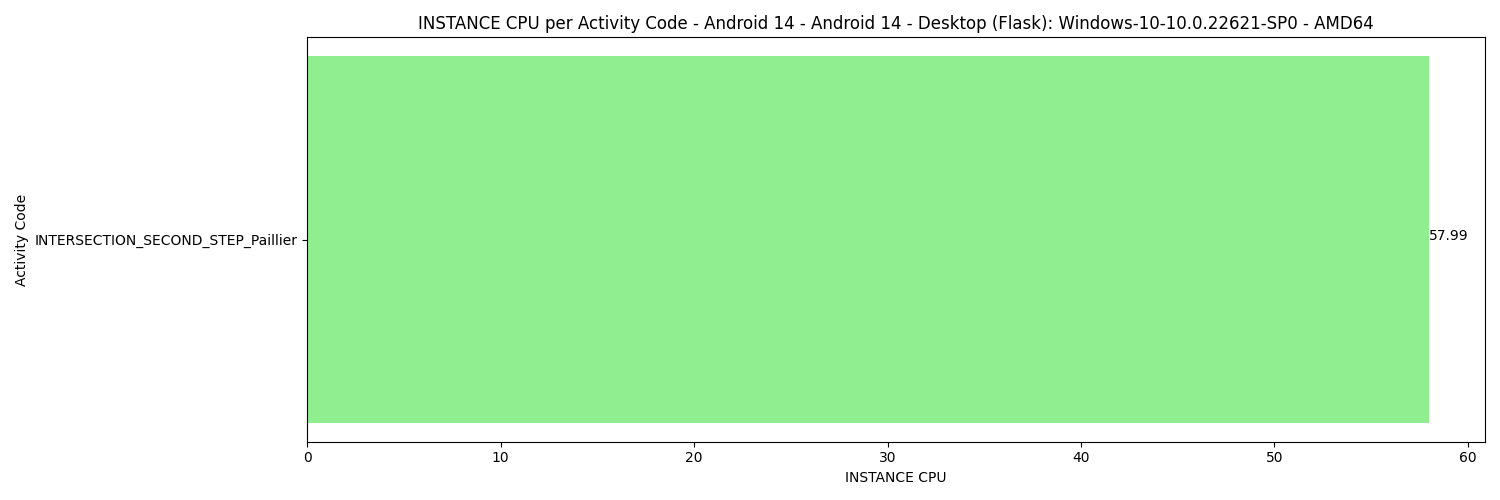 INSTANCE CPU per Activity Code - Android 14 - Android 14 - Desktop (Flask): Windows-10-10.0.22621-SP0 - AMD64
Activity Code
INTERSECTION_SECOND_STEP_Paillier
57.99
0 10 20 30 40 50 60
INSTANCE CPU